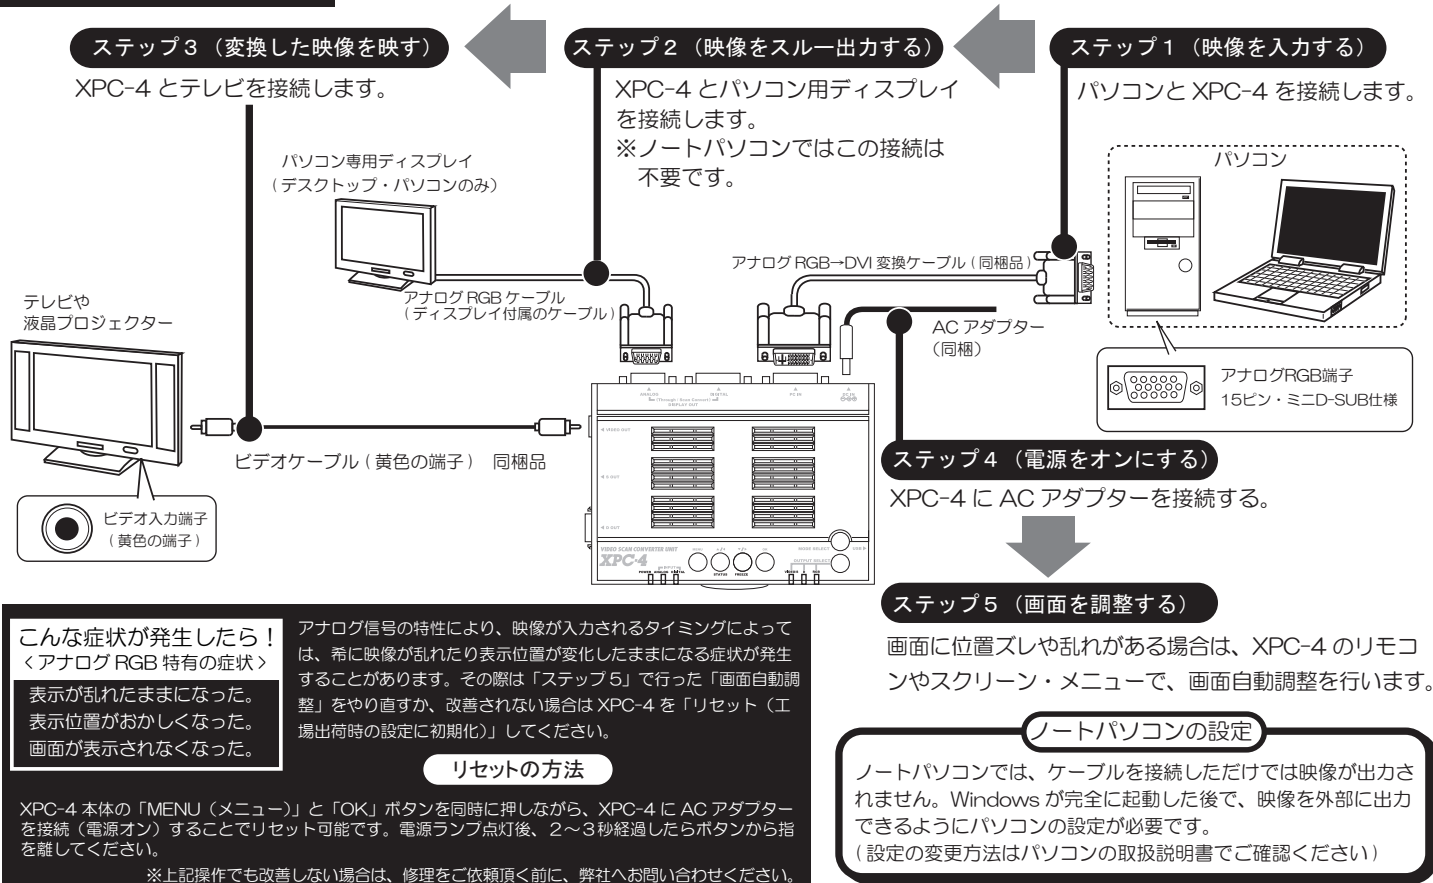 ステップ３（変換した映像を映す）
XPC-4 とテレビを接続します。
ステップ２（映像をスルー出力する）
XPC-4 とパソコン用ディスプレイ
を接続します。
※ノートパソコンではこの接続は
不要です。
ステップ１（映像を入力する）
パソコンと XPC-4 を接続します。
パソコン
パソコン専用ディスプレイ
（デスクトップ・パソコンのみ）
アナログ RGB ケーブル
（ディスプレイ付属のケーブル）
アナログ RGB→DVI 変換ケーブル（同梱品）
AC アダプター
（同梱）
アナログRGB端子
15ピン・ミニD-SUB仕様
テレビや
液晶プロジェクター
ビデオケーブル（黄色の端子） 同梱品
ビデオ入力端子
（黄色の端子）
ANALOG DIGITAL PC IN DC IN
(Through / Scan Convert)
DISPLAY OUT
VIDEO OUT
S OUT
D OUT
VIDEO SCAN CONVERTER UNIT
XPC-4
MENU OK
MODE SELECT
USB
OUTPUT SELECT
INPUT
POWER ANALOG DIGITAL
STATUS FREEZE
VIDEO/S D RGB
ステップ４（電源をオンにする）
XPC-4 に AC アダプターを接続する。
ステップ５（画面を調整する）
画面に位置ズレや乱れがある場合は、XPC-4 のリモコ
ンやスクリーン・メニューで、画面自動調整を行います。
ノートパソコンの設定
ノートパソコンでは、ケーブルを接続しただけでは映像が出力さ
れません。Windows が完全に起動した後で、映像を外部に出力
できるようにパソコンの設定が必要です。
（設定の変更方法はパソコンの取扱説明書でご確認ください）
こんな症状が発生したら！
＜アナログ RGB 特有の症状＞
表示が乱れたままになった。
表示位置がおかしくなった。
画面が表示されなくなった。
アナログ信号の特性により、映像が入力されるタイミングによって
は、希に映像が乱れたり表示位置が変化したままになる症状が発生
することがあります。その際は「ステップ 5」で行った「画面自動調
整」をやり直すか、改善されない場合は XPC-4 を「リセット（工
場出荷時の設定に初期化）」してください。
リセットの方法
XPC-4 本体の「MENU（メニュー）」と「OK」ボタンを同時に押しながら、XPC-4 に AC アダプター
を接続（電源オン）することでリセット可能です。電源ランプ点灯後、２〜３秒経過したらボタンから指
を離してください。
※上記操作でも改善しない場合は、修理をご依頼頂く前に、弊社へお問い合わせください。